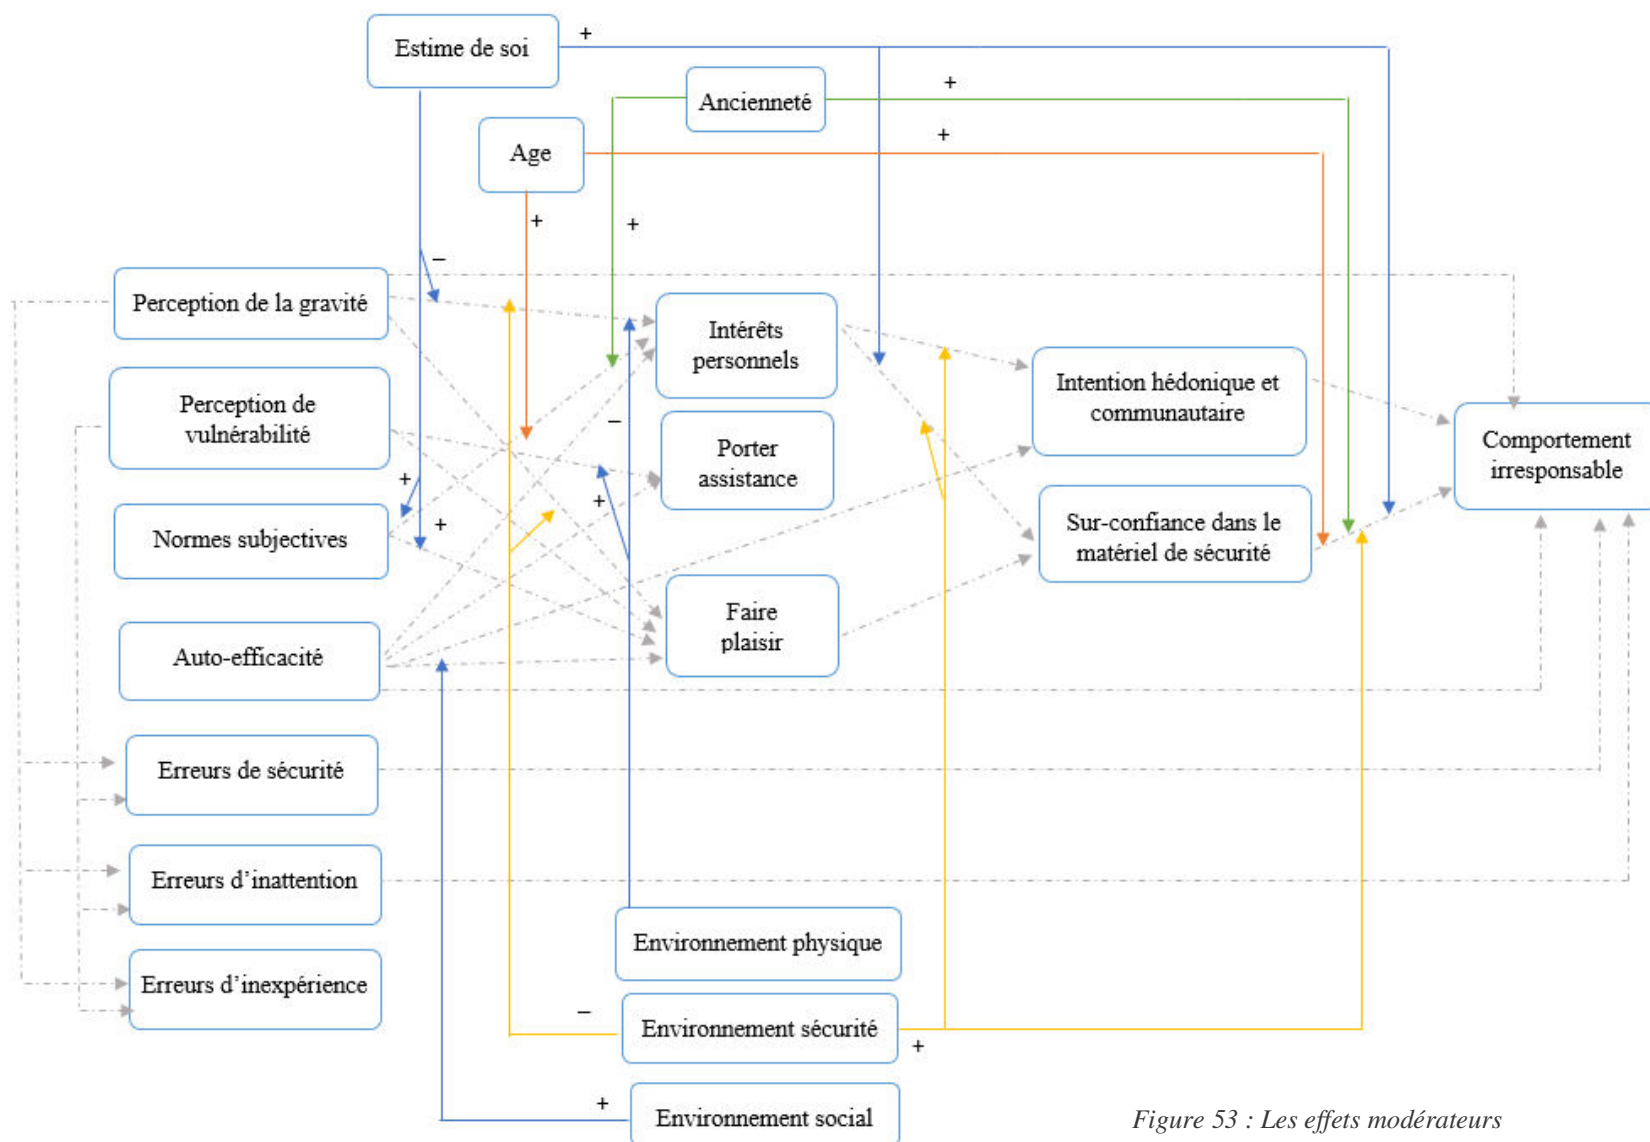 Estime de soi
+
Ancienneté
+
Age
+
+
+
–
Perception de la gravité
Intérêts
personnels
Perception de
vulnérabilité
–
Intention hédonique et
communautaire
Porter
assistance
Comportement
irresponsable
+
+
+
Normes subjectives
Sur-confiance dans le
matériel de sécurité
Faire
plaisir
Auto-efficacité
Erreurs de sécurité
Erreurs d’inattention
Environnement physique
Erreurs d’inexpérience
–
Environnement sécurité
+
+
Environnement social
Figure 53 : Les effets modérateurs